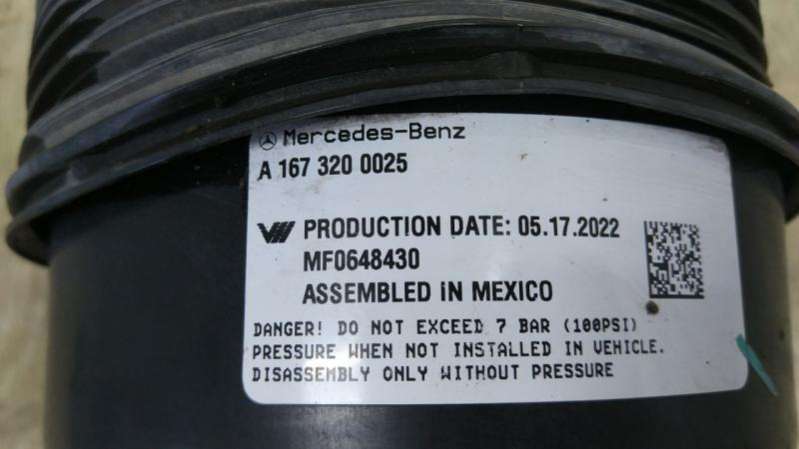 Mercedes-Benz
A 167 320 0025
PRODUCTION DATE: 05.17.2022
MF0648430
ASSEMBLED iN MEXICO
DANGER! DO NOT EXCEED 7 BAR (100PSI)
PRESSURE WHEN NOT INSTALLED IN VEHICLE.
DISASSEMBLY ONLY WITHOUT PRESSURE